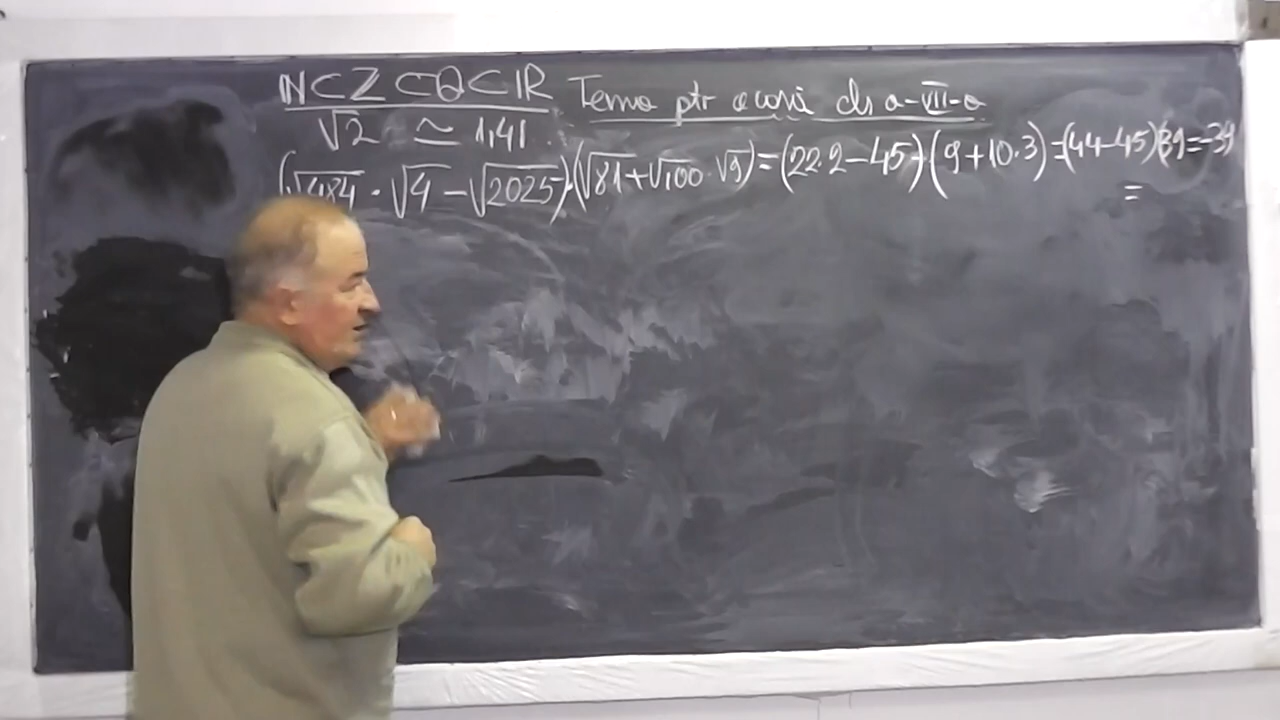 N ⊂ Z ⊂ Q ⊂ R Tema ptr acasă cls a-VII-a
√2 ≃ 1,41
(√484 · √4 − √2025)·(√81+√100·√9) = (22·2−45)·(9+10·3) = (44−45)·39 = −39
=